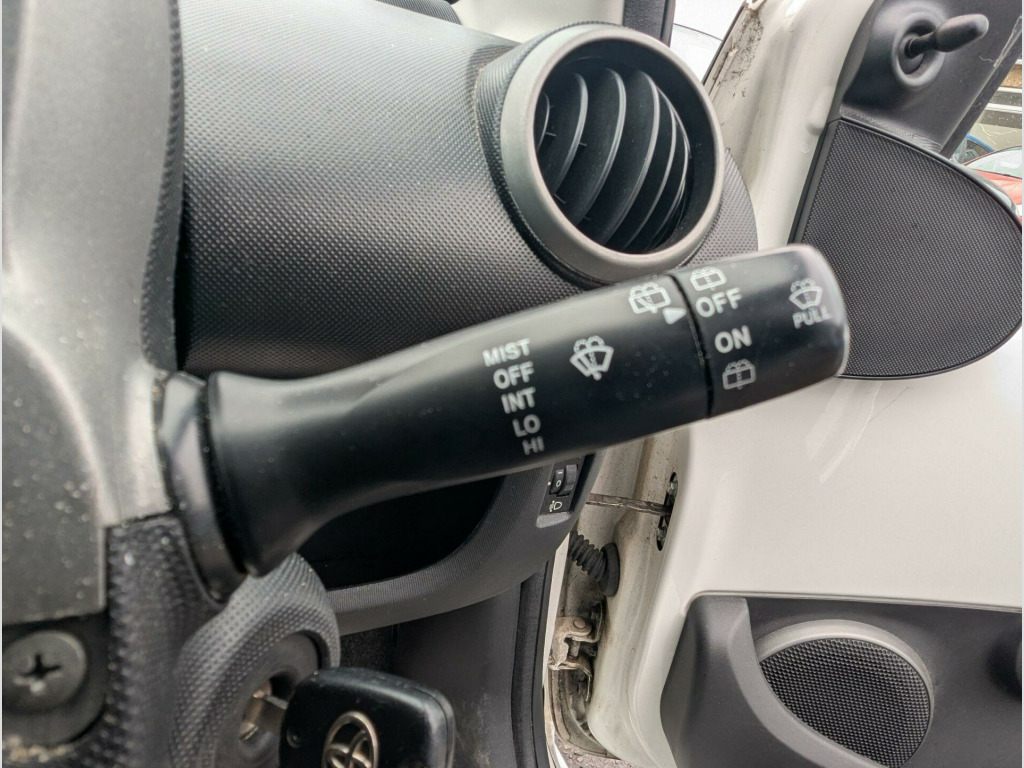 MIST
OFF
INT
LO
HI
OFF
ON
PULL